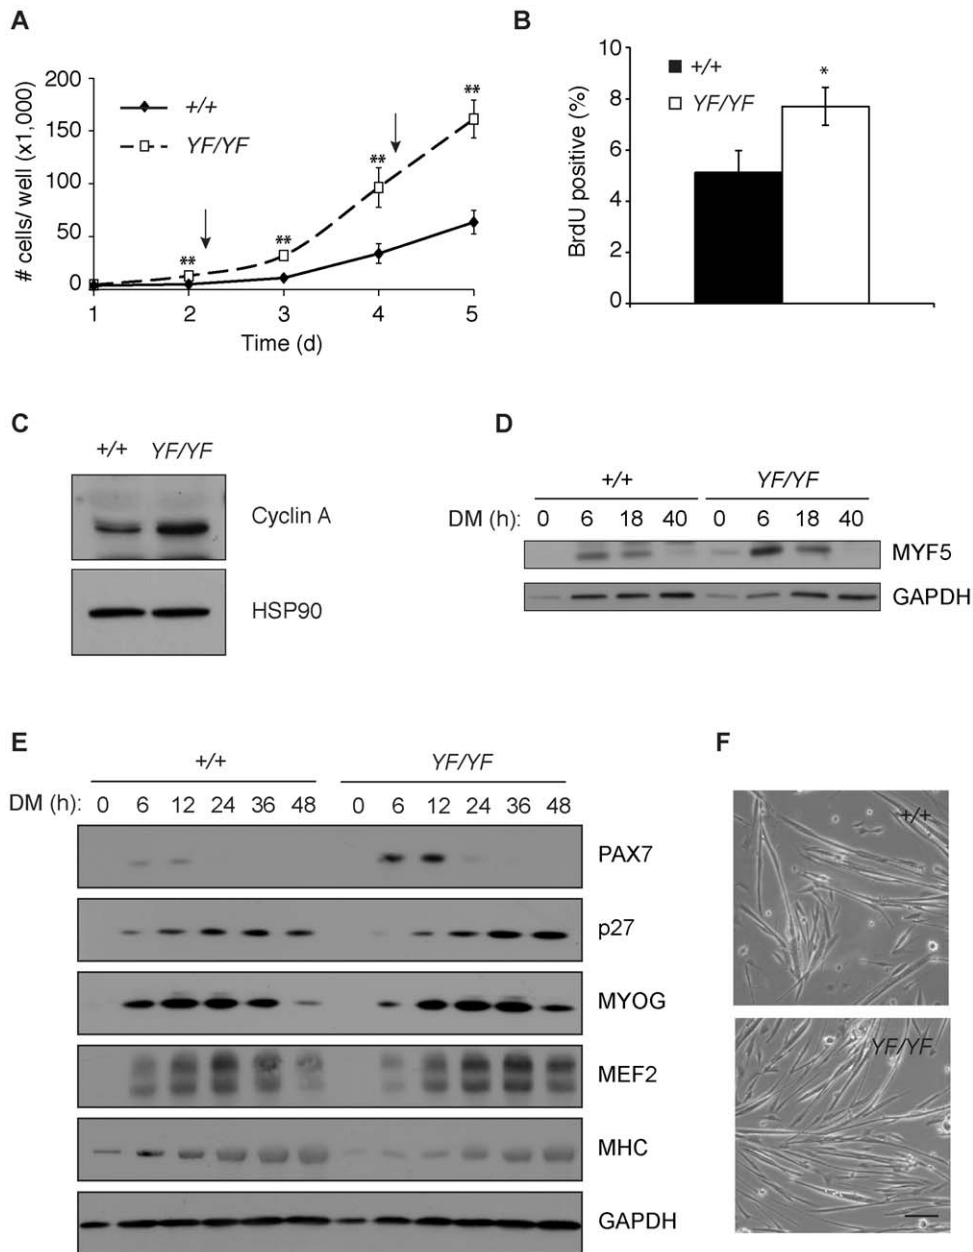 A
# cells/ well (x1,000)
200
150
100
50
0
+/+
YF/YF
**
**
**
**
1 2 3 4 5
Time (d)
B
BrdU positive (%)
10
8
6
4
2
0
+/+
YF/YF
*
C
+/+ YF/YF
Cyclin A
HSP90
D
+/+ YF/YF
DM (h): 0 6 18 40 0 6 18 40
MYF5
GAPDH
E
+/+ YF/YF
DM (h): 0 6 12 24 36 48 0 6 12 24 36 48
PAX7
p27
MYOG
MEF2
MHC
GAPDH
F
+/+
YF/YF